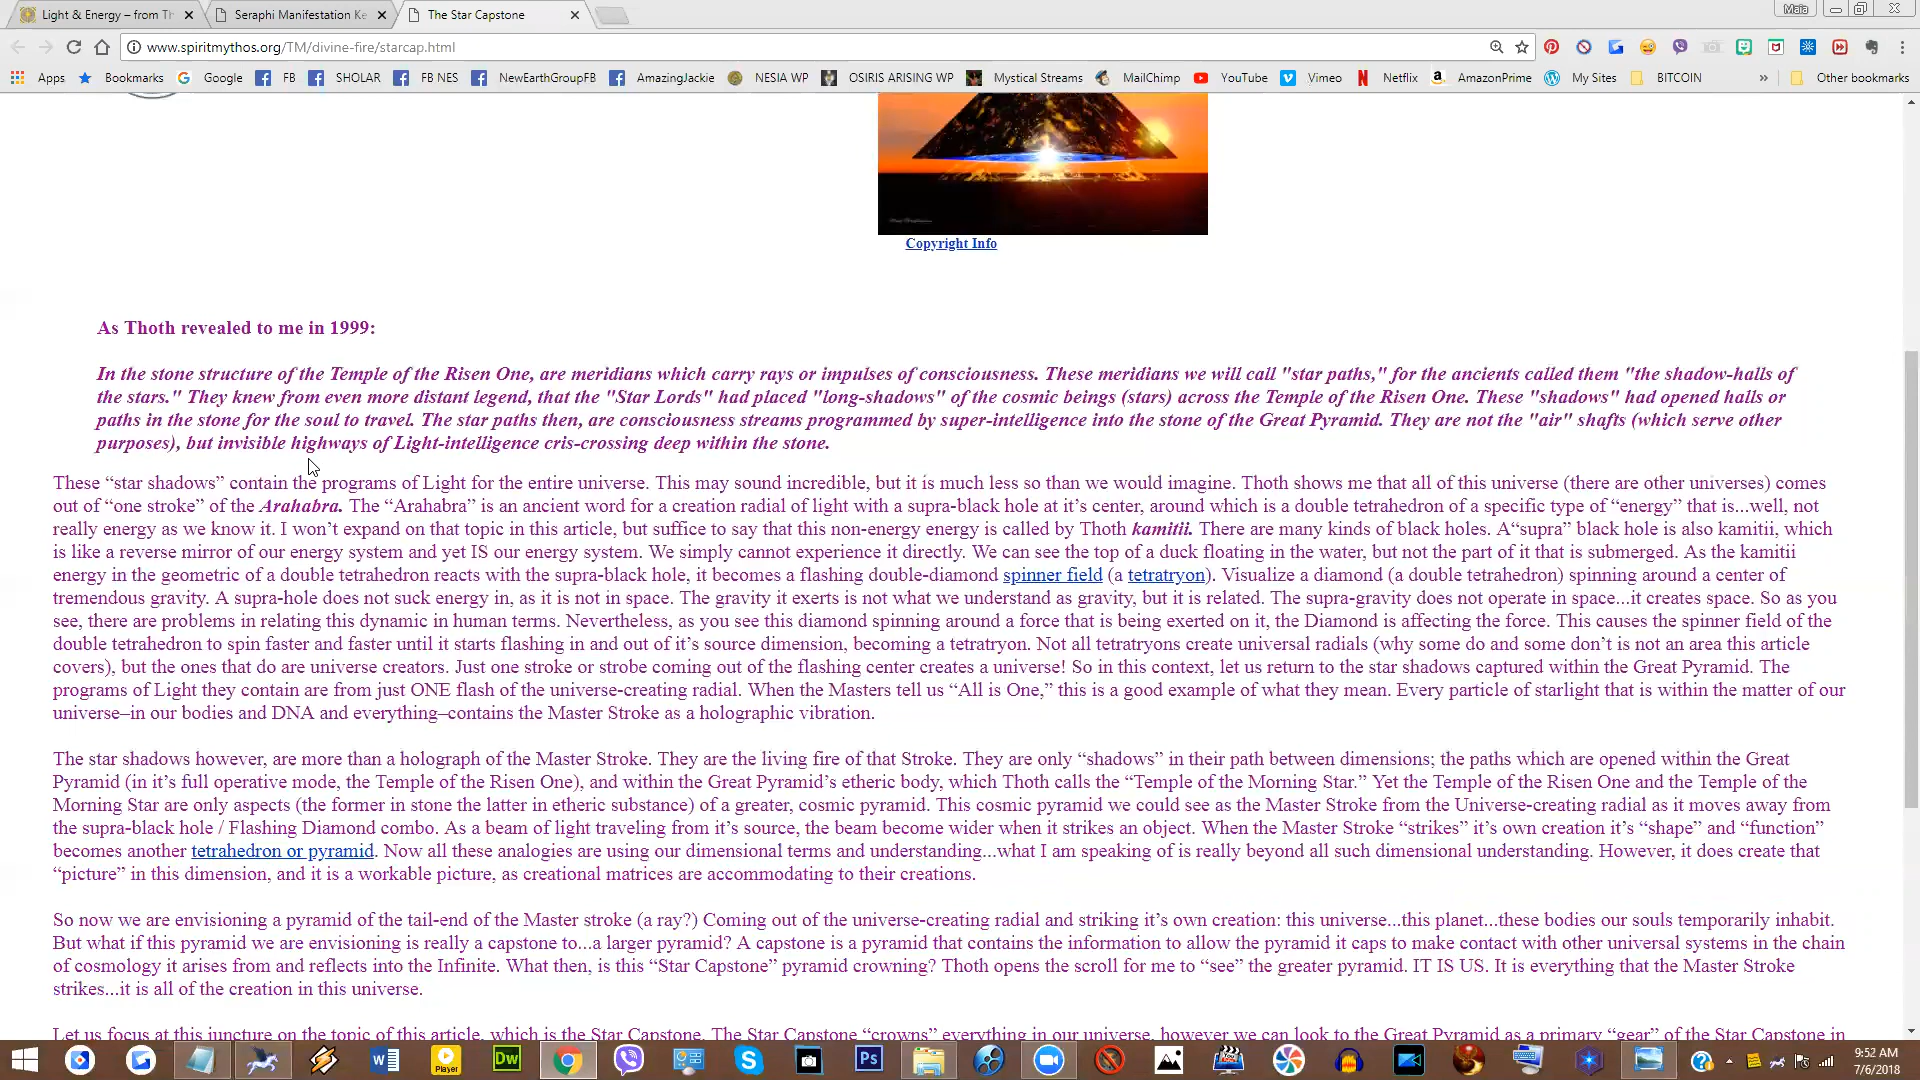 Light & Energy – from Th
Seraphi Manifestation Ke
The Star Capstone
Maia
www.spiritmythos.org/TM/divine-fire/starcap.html
Apps Bookmarks Google FB SHOLAR FB NES NewEarthGroupFB AmazingJackie NESIA WP OSIRIS ARISING WP Mystical Streams MailChimp YouTube Vimeo Netflix AmazonPrime My Sites BITCOIN » Other bookmarks
Copyright Info
As Thoth revealed to me in 1999:
In the stone structure of the Temple of the Risen One, are meridians which carry rays or impulses of consciousness. These meridians we will call "star paths," for the ancients called them "the shadow-halls of
the stars." They knew from even more distant legend, that the "Star Lords" had placed "long-shadows" of the cosmic beings (stars) across the Temple of the Risen One. These "shadows" had opened halls or
paths in the stone for the soul to travel. The star paths then, are consciousness streams programmed by super-intelligence into the stone of the Great Pyramid. They are not the "air" shafts (which serve other
purposes), but invisible highways of Light-intelligence cris-crossing deep within the stone.
These “star shadows” contain the programs of Light for the entire universe. This may sound incredible, but it is much less so than we would imagine. Thoth shows me that all of this universe (there are other universes) comes
out of “one stroke” of the Arahabra. The “Arahabra” is an ancient word for a creation radial of light with a supra-black hole at it’s center, around which is a double tetrahedron of a specific type of “energy” that is...well, not
really energy as we know it. I won’t expand on that topic in this article, but suffice to say that this non-energy energy is called by Thoth kamitii. There are many kinds of black holes. A“supra” black hole is also kamitii, which
is like a reverse mirror of our energy system and yet IS our energy system. We simply cannot experience it directly. We can see the top of a duck floating in the water, but not the part of it that is submerged. As the kamitii
energy in the geometric of a double tetrahedron reacts with the supra-black hole, it becomes a flashing double-diamond spinner field (a tetratryon). Visualize a diamond (a double tetrahedron) spinning around a center of
tremendous gravity. A supra-hole does not suck energy in, as it is not in space. The gravity it exerts is not what we understand as gravity, but it is related. The supra-gravity does not operate in space...it creates space. So as you
see, there are problems in relating this dynamic in human terms. Nevertheless, as you see this diamond spinning around a force that is being exerted on it, the Diamond is affecting the force. This causes the spinner field of the
double tetrahedron to spin faster and faster until it starts flashing in and out of it’s source dimension, becoming a tetratryon. Not all tetratryons create universal radials (why some do and some don’t is not an area this article
covers), but the ones that do are universe creators. Just one stroke or strobe coming out of the flashing center creates a universe! So in this context, let us return to the star shadows captured within the Great Pyramid. The
programs of Light they contain are from just ONE flash of the universe-creating radial. When the Masters tell us “All is One,” this is a good example of what they mean. Every particle of starlight that is within the matter of our
universe–in our bodies and DNA and everything–contains the Master Stroke as a holographic vibration.
The star shadows however, are more than a holograph of the Master Stroke. They are the living fire of that Stroke. They are only “shadows” in their path between dimensions; the paths which are opened within the Great
Pyramid (in it’s full operative mode, the Temple of the Risen One), and within the Great Pyramid’s etheric body, which Thoth calls the “Temple of the Morning Star.” Yet the Temple of the Risen One and the Temple of the
Morning Star are only aspects (the former in stone the latter in etheric substance) of a greater, cosmic pyramid. This cosmic pyramid we could see as the Master Stroke from the Universe-creating radial as it moves away from
the supra-black hole / Flashing Diamond combo. As a beam of light traveling from it’s source, the beam become wider when it strikes an object. When the Master Stroke “strikes” it’s own creation it’s “shape” and “function”
becomes another tetrahedron or pyramid. Now all these analogies are using our dimensional terms and understanding...what I am speaking of is really beyond all such dimensional understanding. However, it does create that
“picture” in this dimension, and it is a workable picture, as creational matrices are accommodating to their creations.
So now we are envisioning a pyramid of the tail-end of the Master stroke (a ray?) Coming out of the universe-creating radial and striking it’s own creation: this universe...this planet...these bodies our souls temporarily inhabit.
But what if this pyramid we are envisioning is really a capstone to...a larger pyramid? A capstone is a pyramid that contains the information to allow the pyramid it caps to make contact with other universal systems in the chain
of cosmology it arises from and reflects into the Infinite. What then, is this “Star Capstone” pyramid crowning? Thoth opens the scroll for me to “see” the greater pyramid. IT IS US. It is everything that the Master Stroke
strikes...it is all of the creation in this universe.
Let us focus at this juncture on the topic of this article, which is the Star Capstone. The Star Capstone “crowns” everything in our universe, however we can look to the Great Pyramid as a primary “gear” of the Star Capstone in
Player
Dw
Ps
9:52 AM
7/6/2018